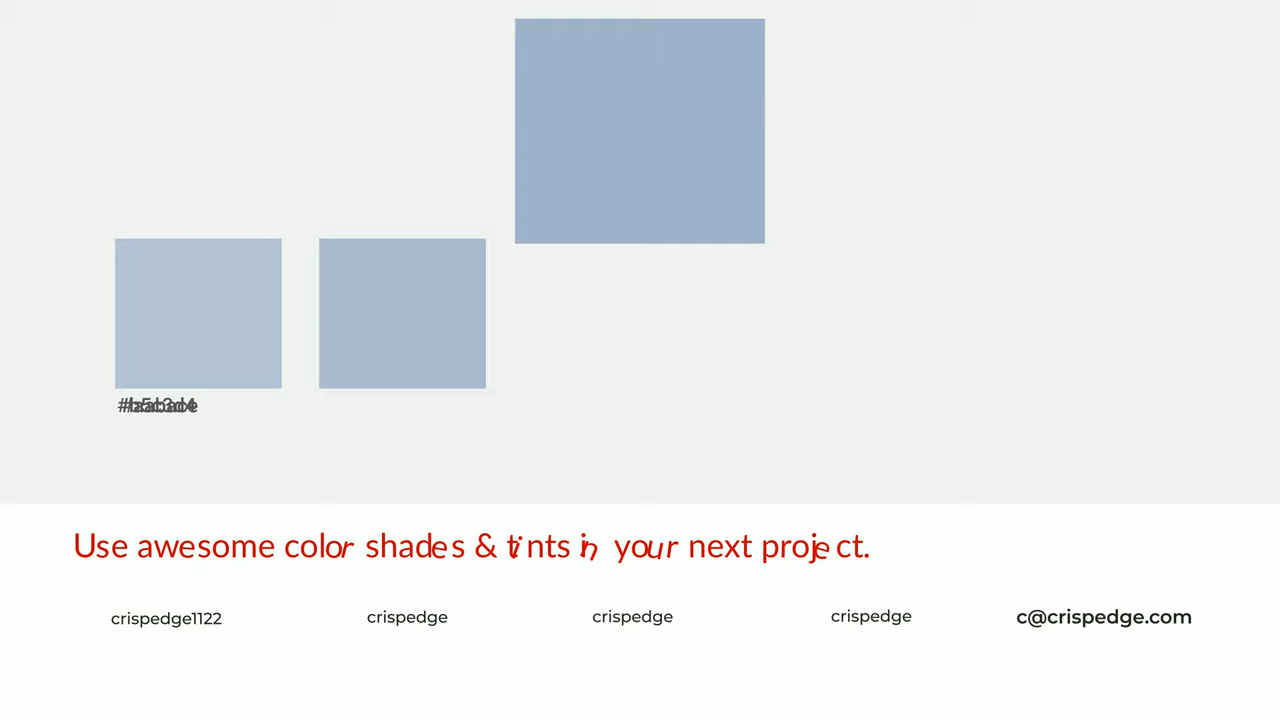 Use awesome color shades & tints in your next project.
crispedge1122 crispedge crispedge crispedge c@crispedge.com